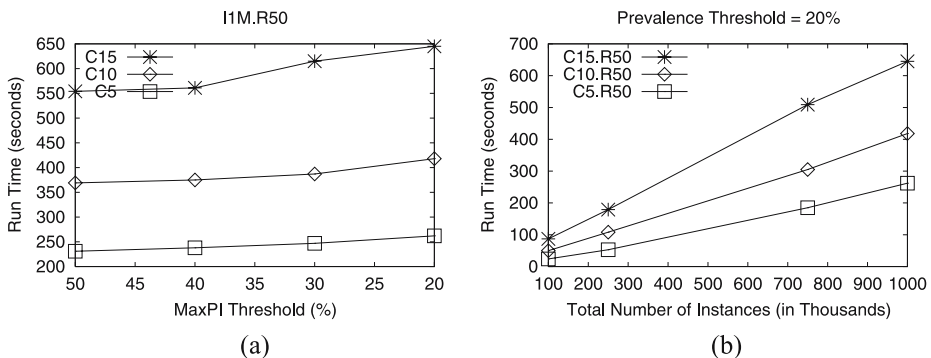 I1M.R50
650
600
550
500
450
400
350
300
250
200
C15
C10
C5
Run Time (seconds)
50 45 40 35 30 25 20
MaxPI Threshold (%)
(a)
Prevalence Threshold = 20%
700
600
500
400
300
200
100
0
C15.R50
C10.R50
C5.R50
Run Time (seconds)
100 200 300 400 500 600 700 800 900 1000
Total Number of Instances (in Thousands)
(b)